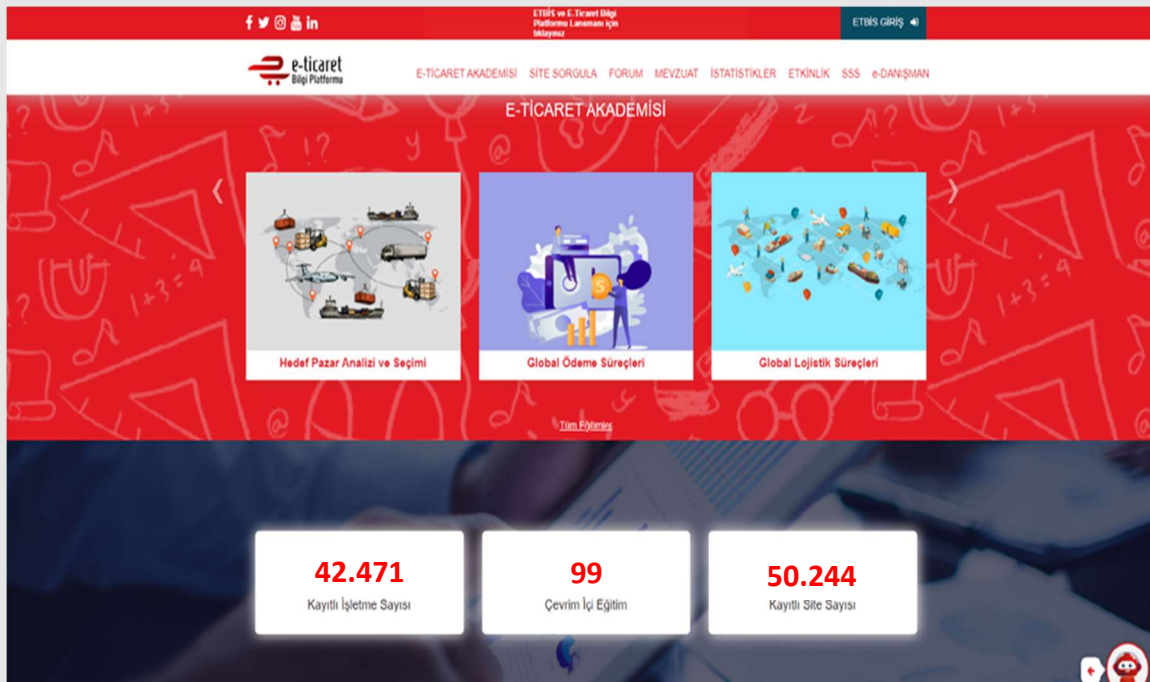 ETBİS ve E-Ticaret Bilgi
Platformu Lansmanı için
tıklayınız
ETBİS GİRİŞ
e-ticaret
Bilgi Platformu
E-TİCARET AKADEMİSİ SİTE SORGULA FORUM MEVZUAT İSTATİSTİKLER ETKİNLİK SSS e-DANIŞMAN
E-TİCARET AKADEMİSİ
Hedef Pazar Analizi ve Seçimi
Global Ödeme Süreçleri
Global Lojistik Süreçleri
Tüm Eğitimler
42.471
Kayıtlı İşletme Sayısı
99
Çevrim İçi Eğitim
50.244
Kayıtlı Site Sayısı